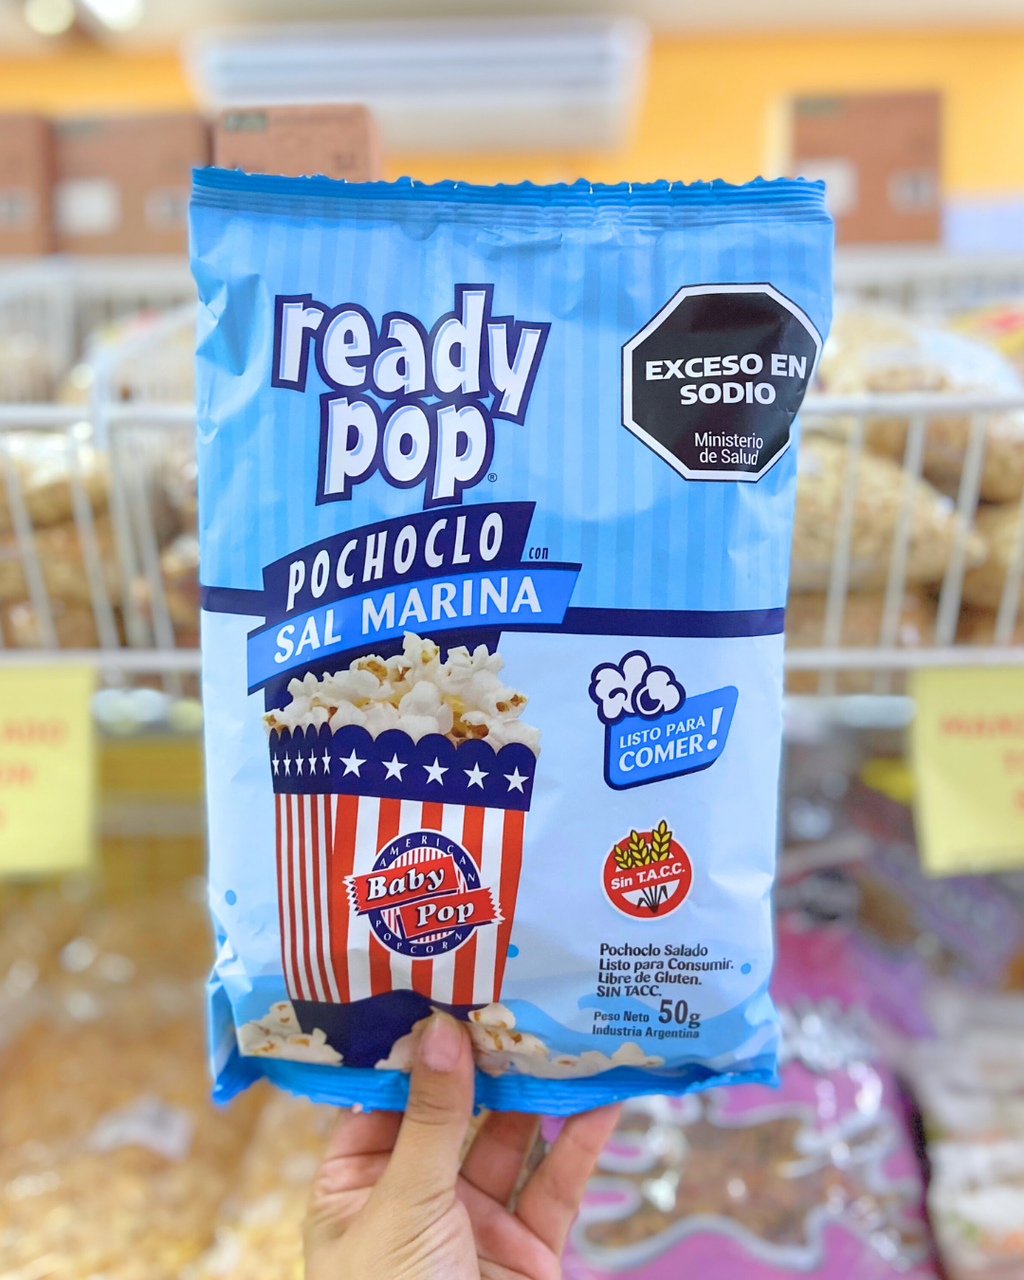 ready
pop®
EXCESO EN
SODIO
Ministerio
de Salud
POCHOCLO con
SAL MARINA
LISTO PARA
COMER!
AMERICAN
Baby
Pop
POPCORN
Sin T.A.C.C.
Pochoclo Salado
Listo para Consumir.
Libre de Gluten.
SIN TACC.
Peso Neto 50g
Industria Argentina